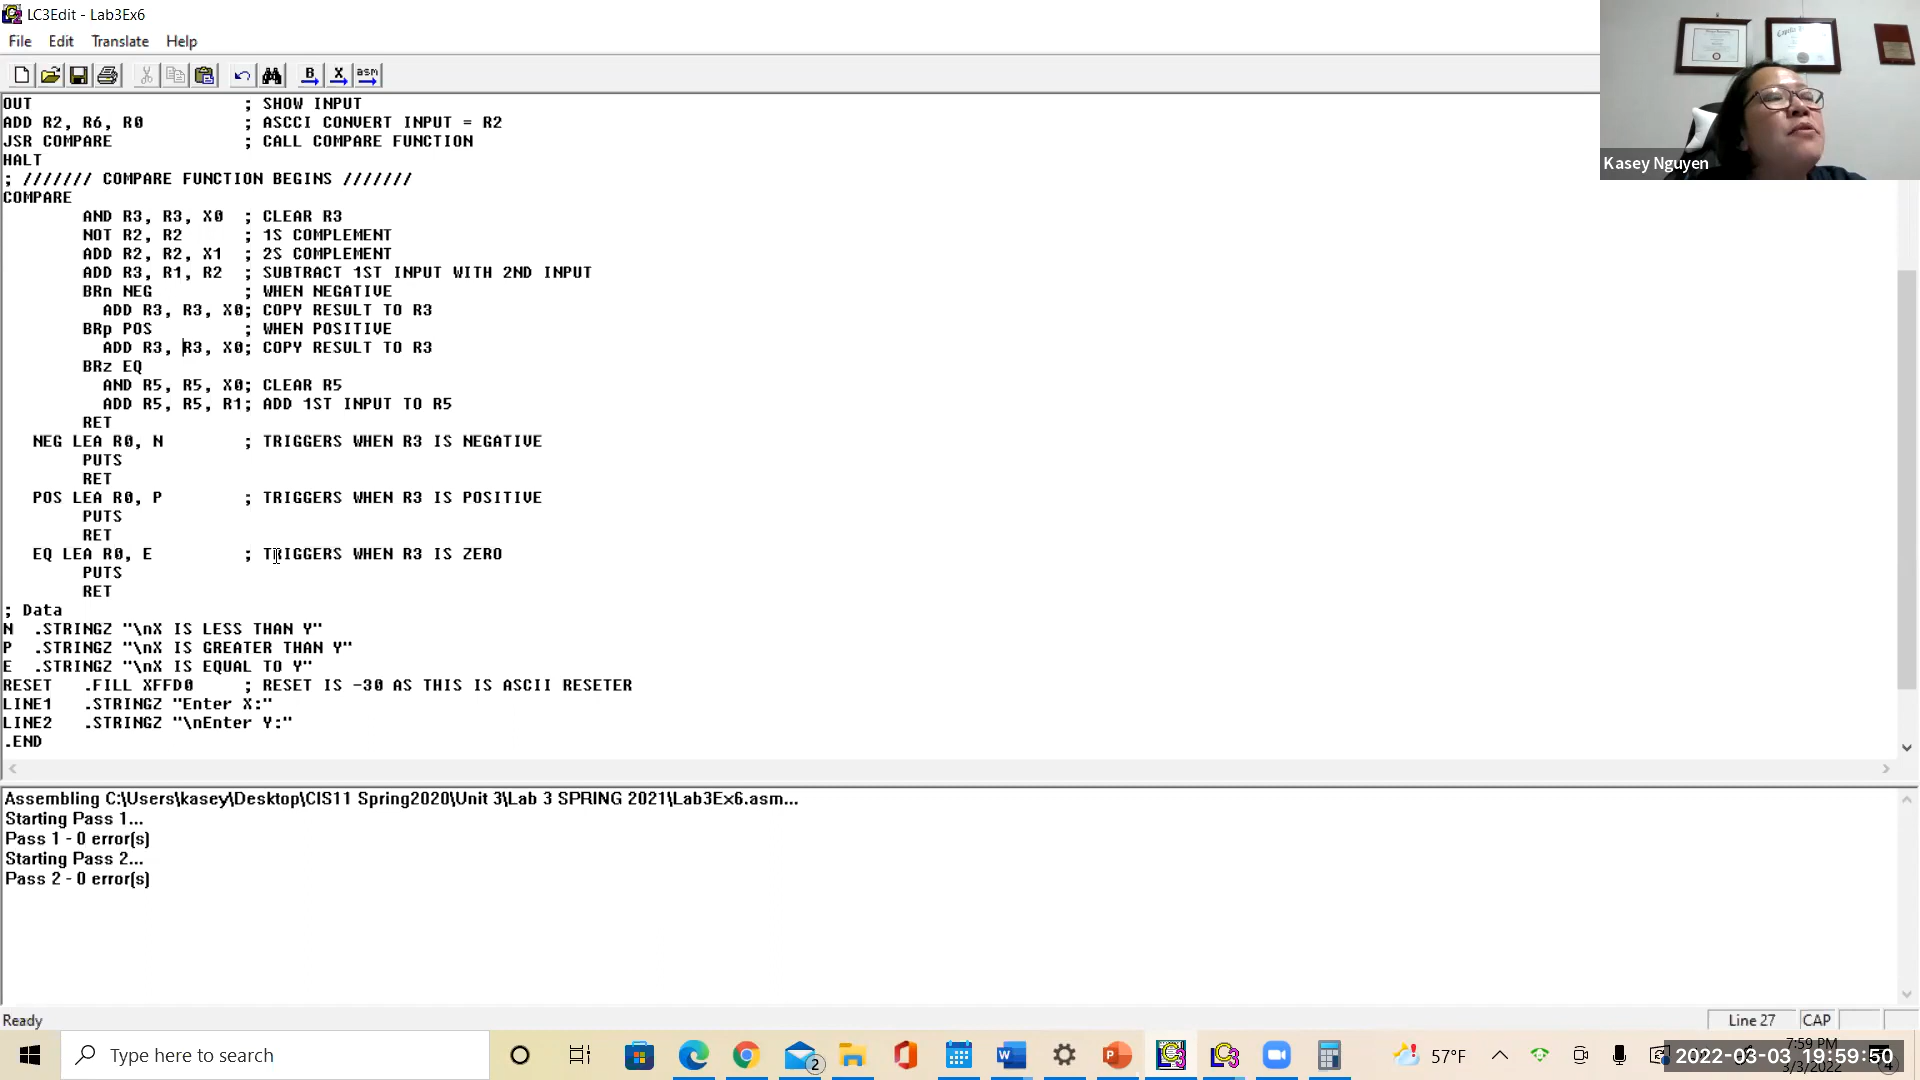 LC3Edit - Lab3Ex6
File Edit Translate Help
B X asm
OUT ; SHOW INPUT
ADD R2, R6, R0 ; ASCCI CONVERT INPUT = R2
JSR COMPARE ; CALL COMPARE FUNCTION
HALT
; /////// COMPARE FUNCTION BEGINS ///////
COMPARE
AND R3, R3, X0 ; CLEAR R3
NOT R2, R2 ; 1S COMPLEMENT
ADD R2, R2, X1 ; 2S COMPLEMENT
ADD R3, R1, R2 ; SUBTRACT 1ST INPUT WITH 2ND INPUT
BRn NEG ; WHEN NEGATIVE
ADD R3, R3, X0; COPY RESULT TO R3
BRp POS ; WHEN POSITIVE
ADD R3, R3, X0; COPY RESULT TO R3
BRz EQ
AND R5, R5, X0; CLEAR R5
ADD R5, R5, R1; ADD 1ST INPUT TO R5
RET
NEG LEA R0, N ; TRIGGERS WHEN R3 IS NEGATIVE
PUTS
RET
POS LEA R0, P ; TRIGGERS WHEN R3 IS POSITIVE
PUTS
RET
EQ LEA R0, E ; TRIGGERS WHEN R3 IS ZERO
PUTS
RET
; Data
N .STRINGZ "\nX IS LESS THAN Y"
P .STRINGZ "\nX IS GREATER THAN Y"
E .STRINGZ "\nX IS EQUAL TO Y"
RESET .FILL XFFD0 ; RESET IS -30 AS THIS IS ASCII RESETER
LINE1 .STRINGZ "Enter X:"
LINE2 .STRINGZ "\nEnter Y:"
.END
Kasey Nguyen
Assembling C:\Users\kasey\Desktop\CIS11 Spring2020\Unit 3\Lab 3 SPRING 2021\Lab3Ex6.asm...
Starting Pass 1...
Pass 1 - 0 error(s)
Starting Pass 2...
Pass 2 - 0 error(s)
Ready
Line 27 CAP
Type here to search
2
57°F
7:59 PM
3/3/2022
2022-03-03 19:59:50